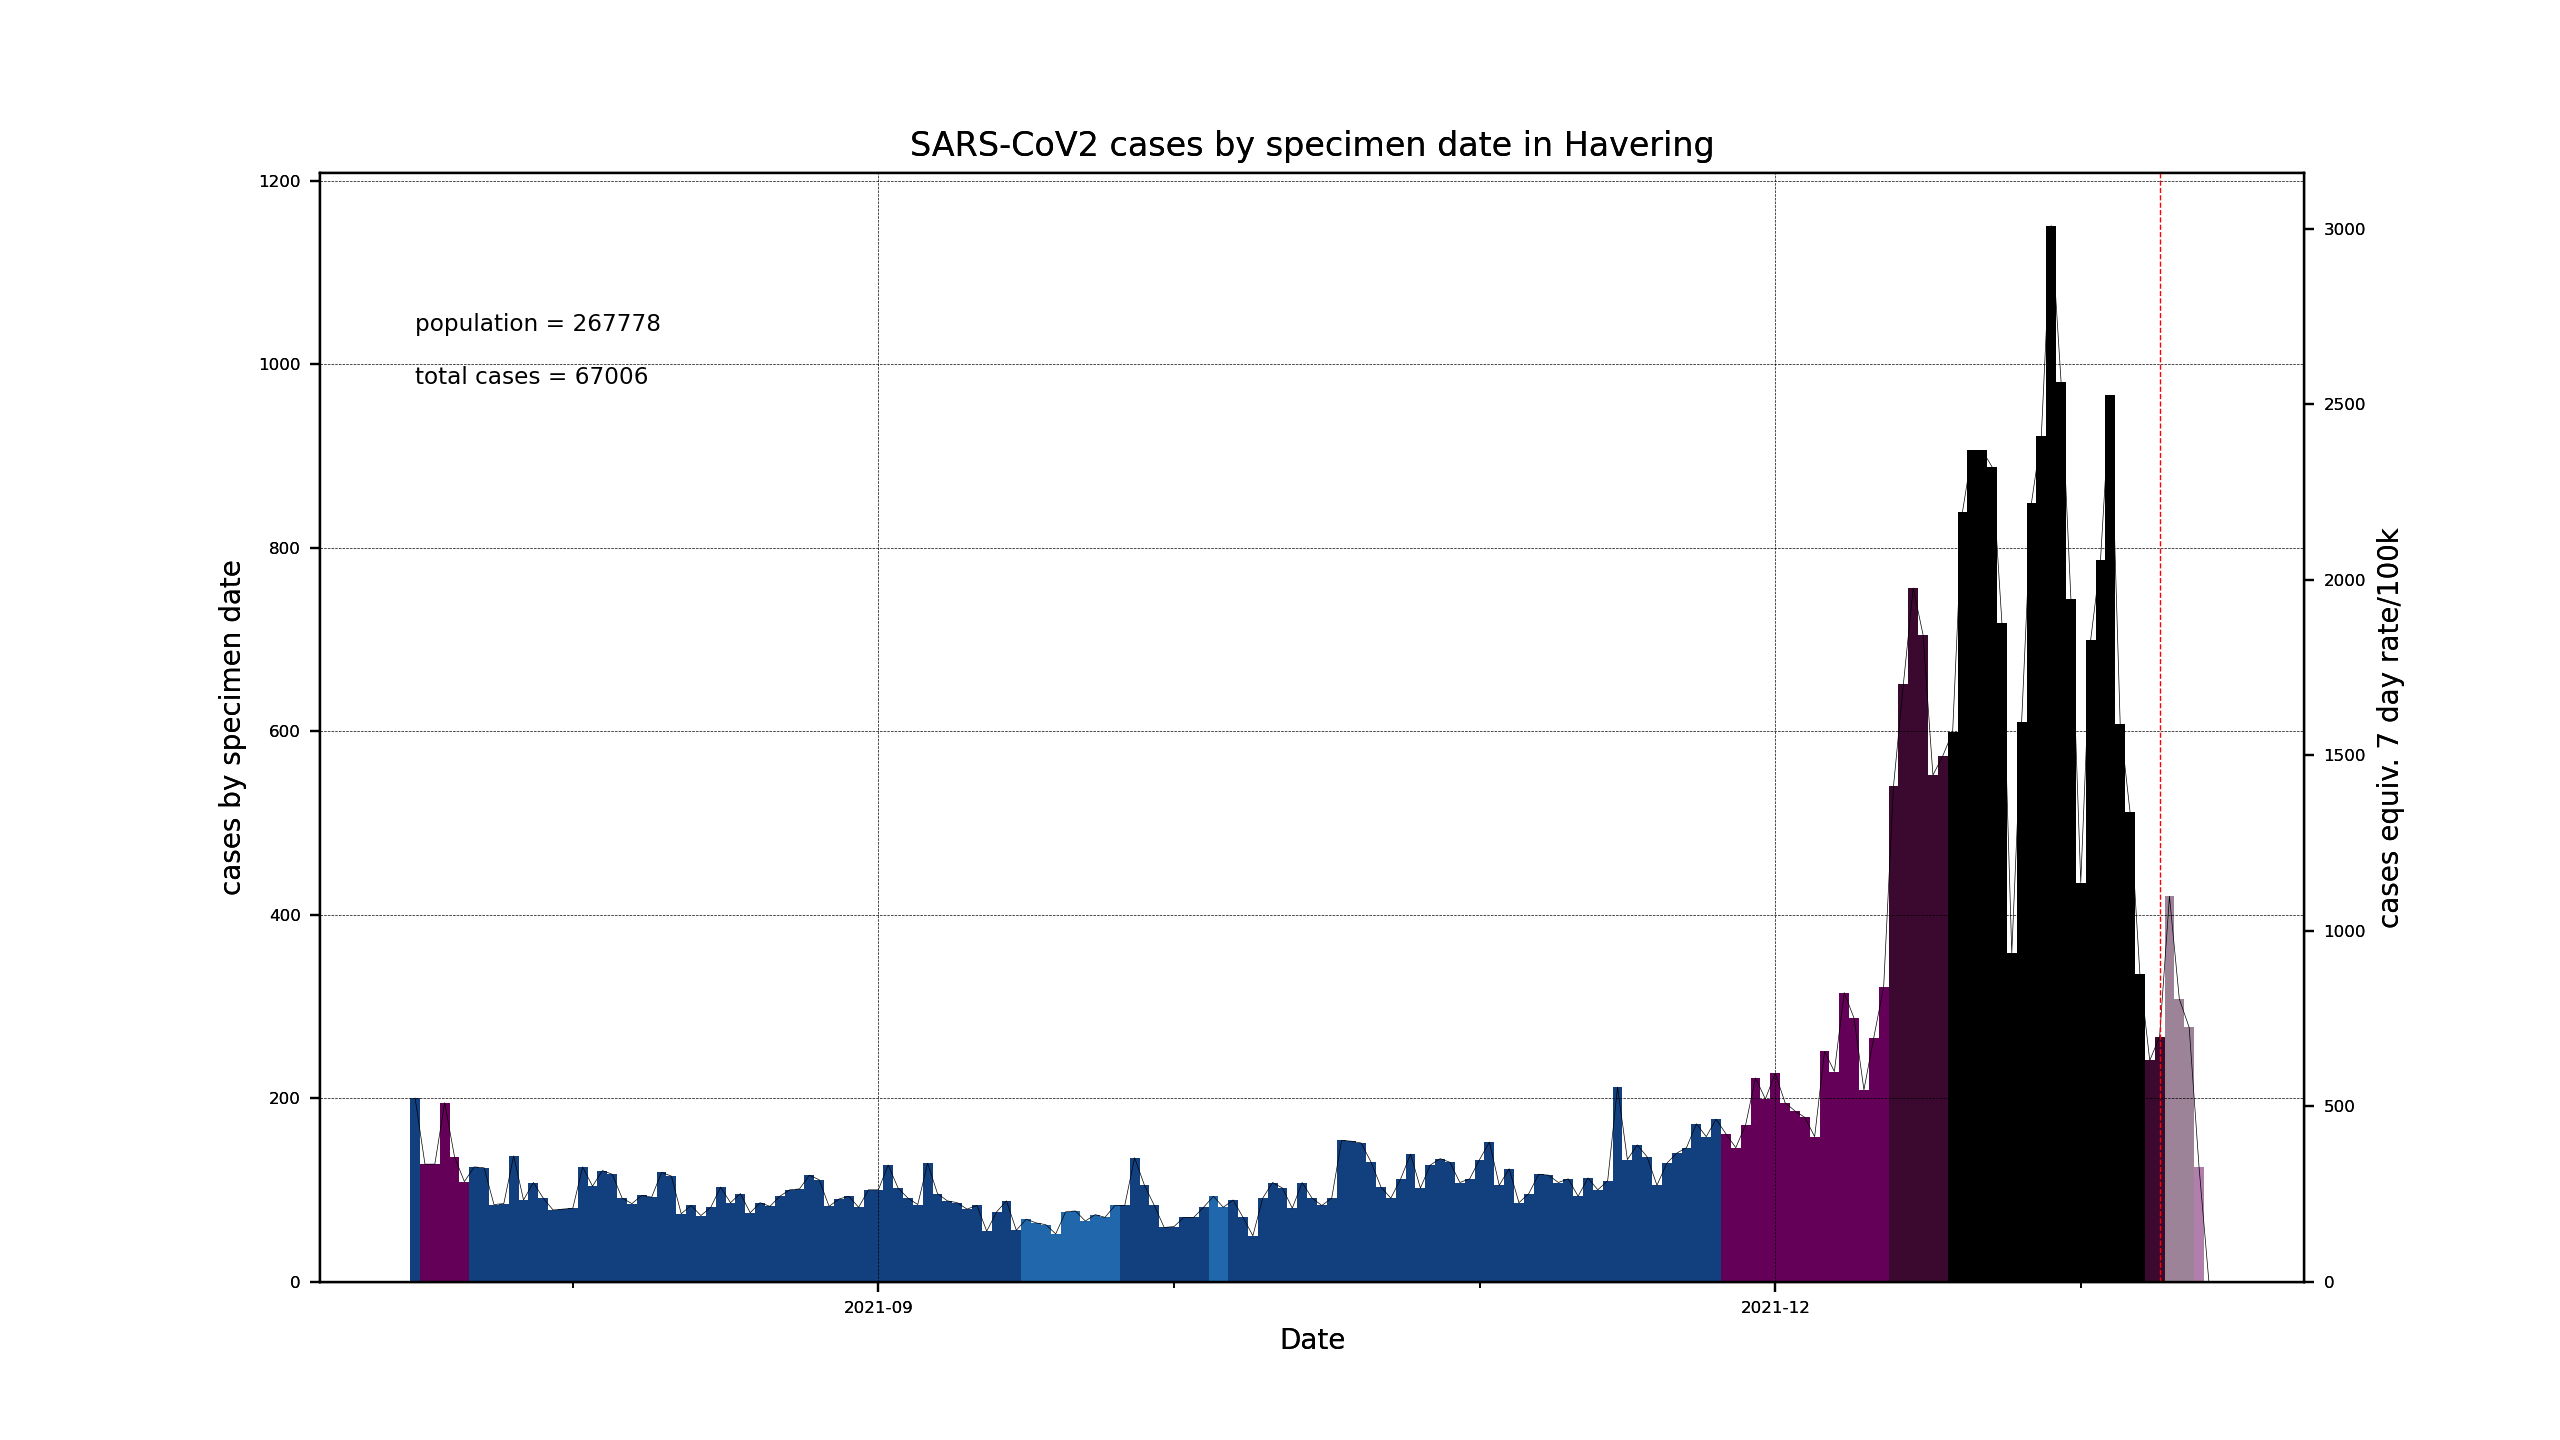 SARS-CoV2 cases by specimen date in Havering
1200
1000
800
600
400
200
0
cases by specimen date
population = 267778
total cases = 67006
3000
2500
2000
1500
1000
500
0
cases equiv. 7 day rate/100k
2021-09
2021-12
Date